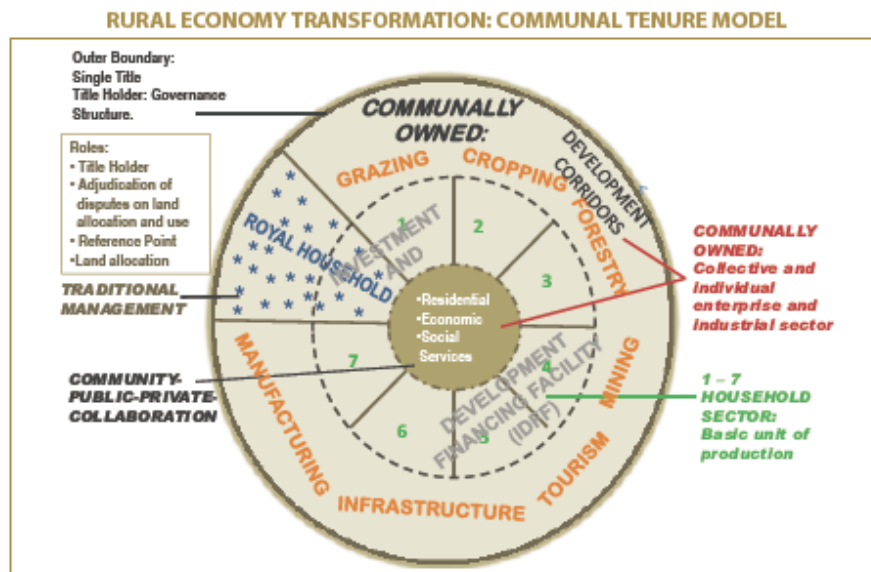 RURAL ECONOMY TRANSFORMATION: COMMUNAL TENURE MODEL
Outer Boundary:
Single Title
Title Holder: Governance
Structure.
Roles:
• Title Holder
• Adjudication of
disputes on land
allocation and use
• Reference Point
•Land allocation
TRADITIONAL
MANAGEMENT
COMMUNITY-
PUBLIC-PRIVATE-
COLLABORATION
COMMUNALLY
OWNED:
GRAZING
CROPPING
FORESTRY
MINING
TOURISM
INFRASTRUCTURE
MANUFACTURING
DEVELOPMENT
CORRIDORS
ROYAL HOUSEHOLD
INVESTMENT
AND
DEVELOPMENT
FINANCING FACILITY
(IDFF)
1
2
3
4
5
6
7
•Residential
•Economic
•Social
Services
COMMUNALLY
OWNED:
Collective and
individual
enterprise and
industrial sector
1 – 7
HOUSEHOLD
SECTOR:
Basic unit of
production